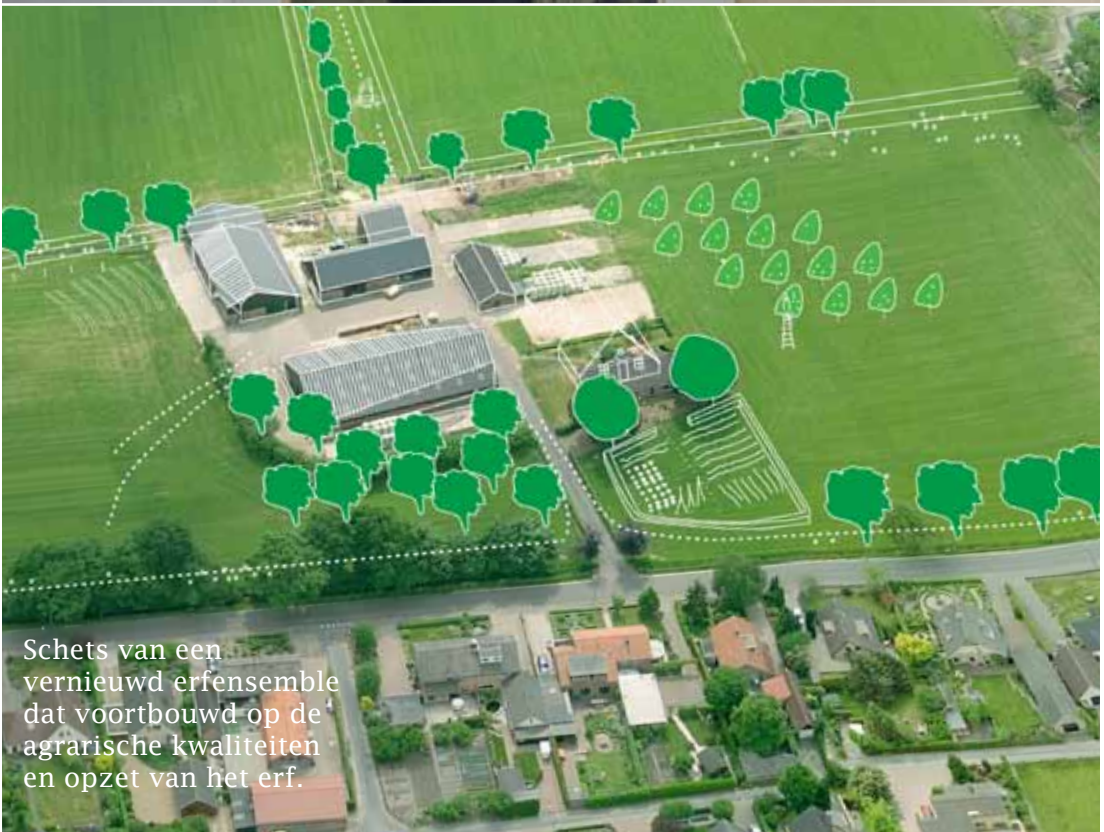 Schets van een
vernieuwd erfensemble
dat voortbouwd op de
agrarische kwaliteiten
en opzet van het erf.